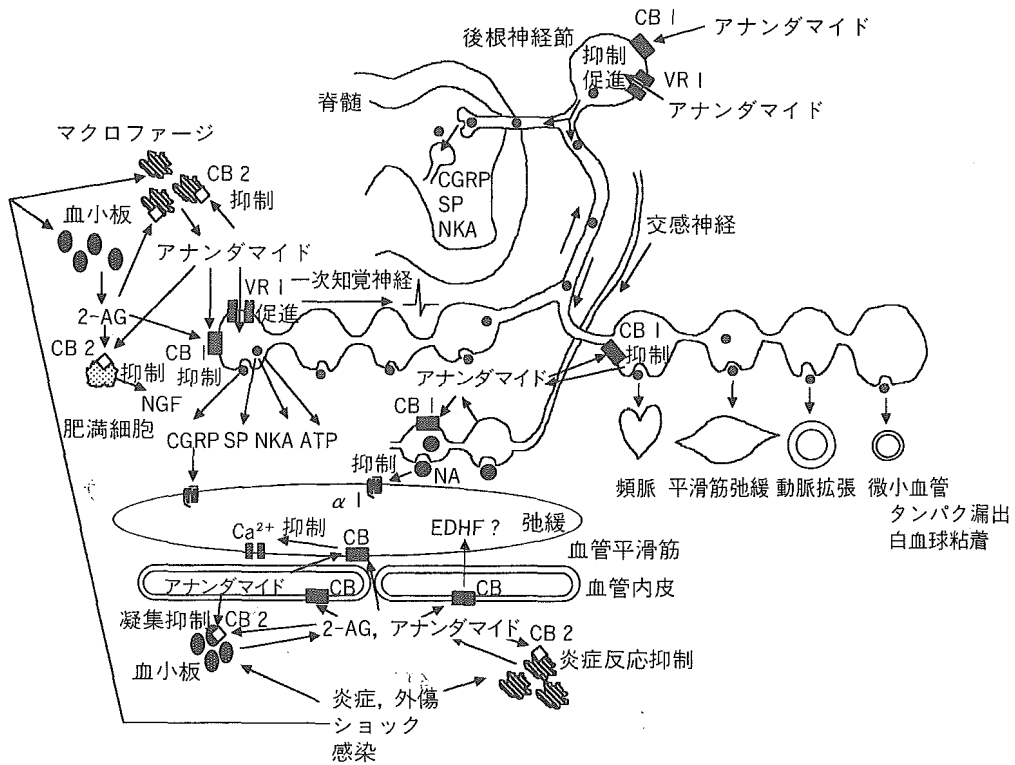 CB 1
アナンダマイド
後根神経節
抑制
促進
VR 1
アナンダマイド
脊髄
CGRP
SP
NKA
交感神経
マクロファージ
CB 2
抑制
血小板
アナンダマイド
2-AG
VR 1
促進
一次知覚神経
CB 1
抑制
CB 2
抑制
NGF
肥満細胞
CGRP SP NKA ATP
アナンダマイド
CB 1
抑制
CB 1
NA
抑制
α 1
頻脈
平滑筋弛緩
動脈拡張
微小血管
タンパク漏出
白血球粘着
Ca²⁺ 抑制
CB
EDHF ?
弛緩
血管平滑筋
アナンダマイド
CB
CB
血管内皮
凝集抑制
CB 2
2-AG, アナンダマイド
CB 2
炎症反応抑制
血小板
炎症, 外傷
ショック
感染